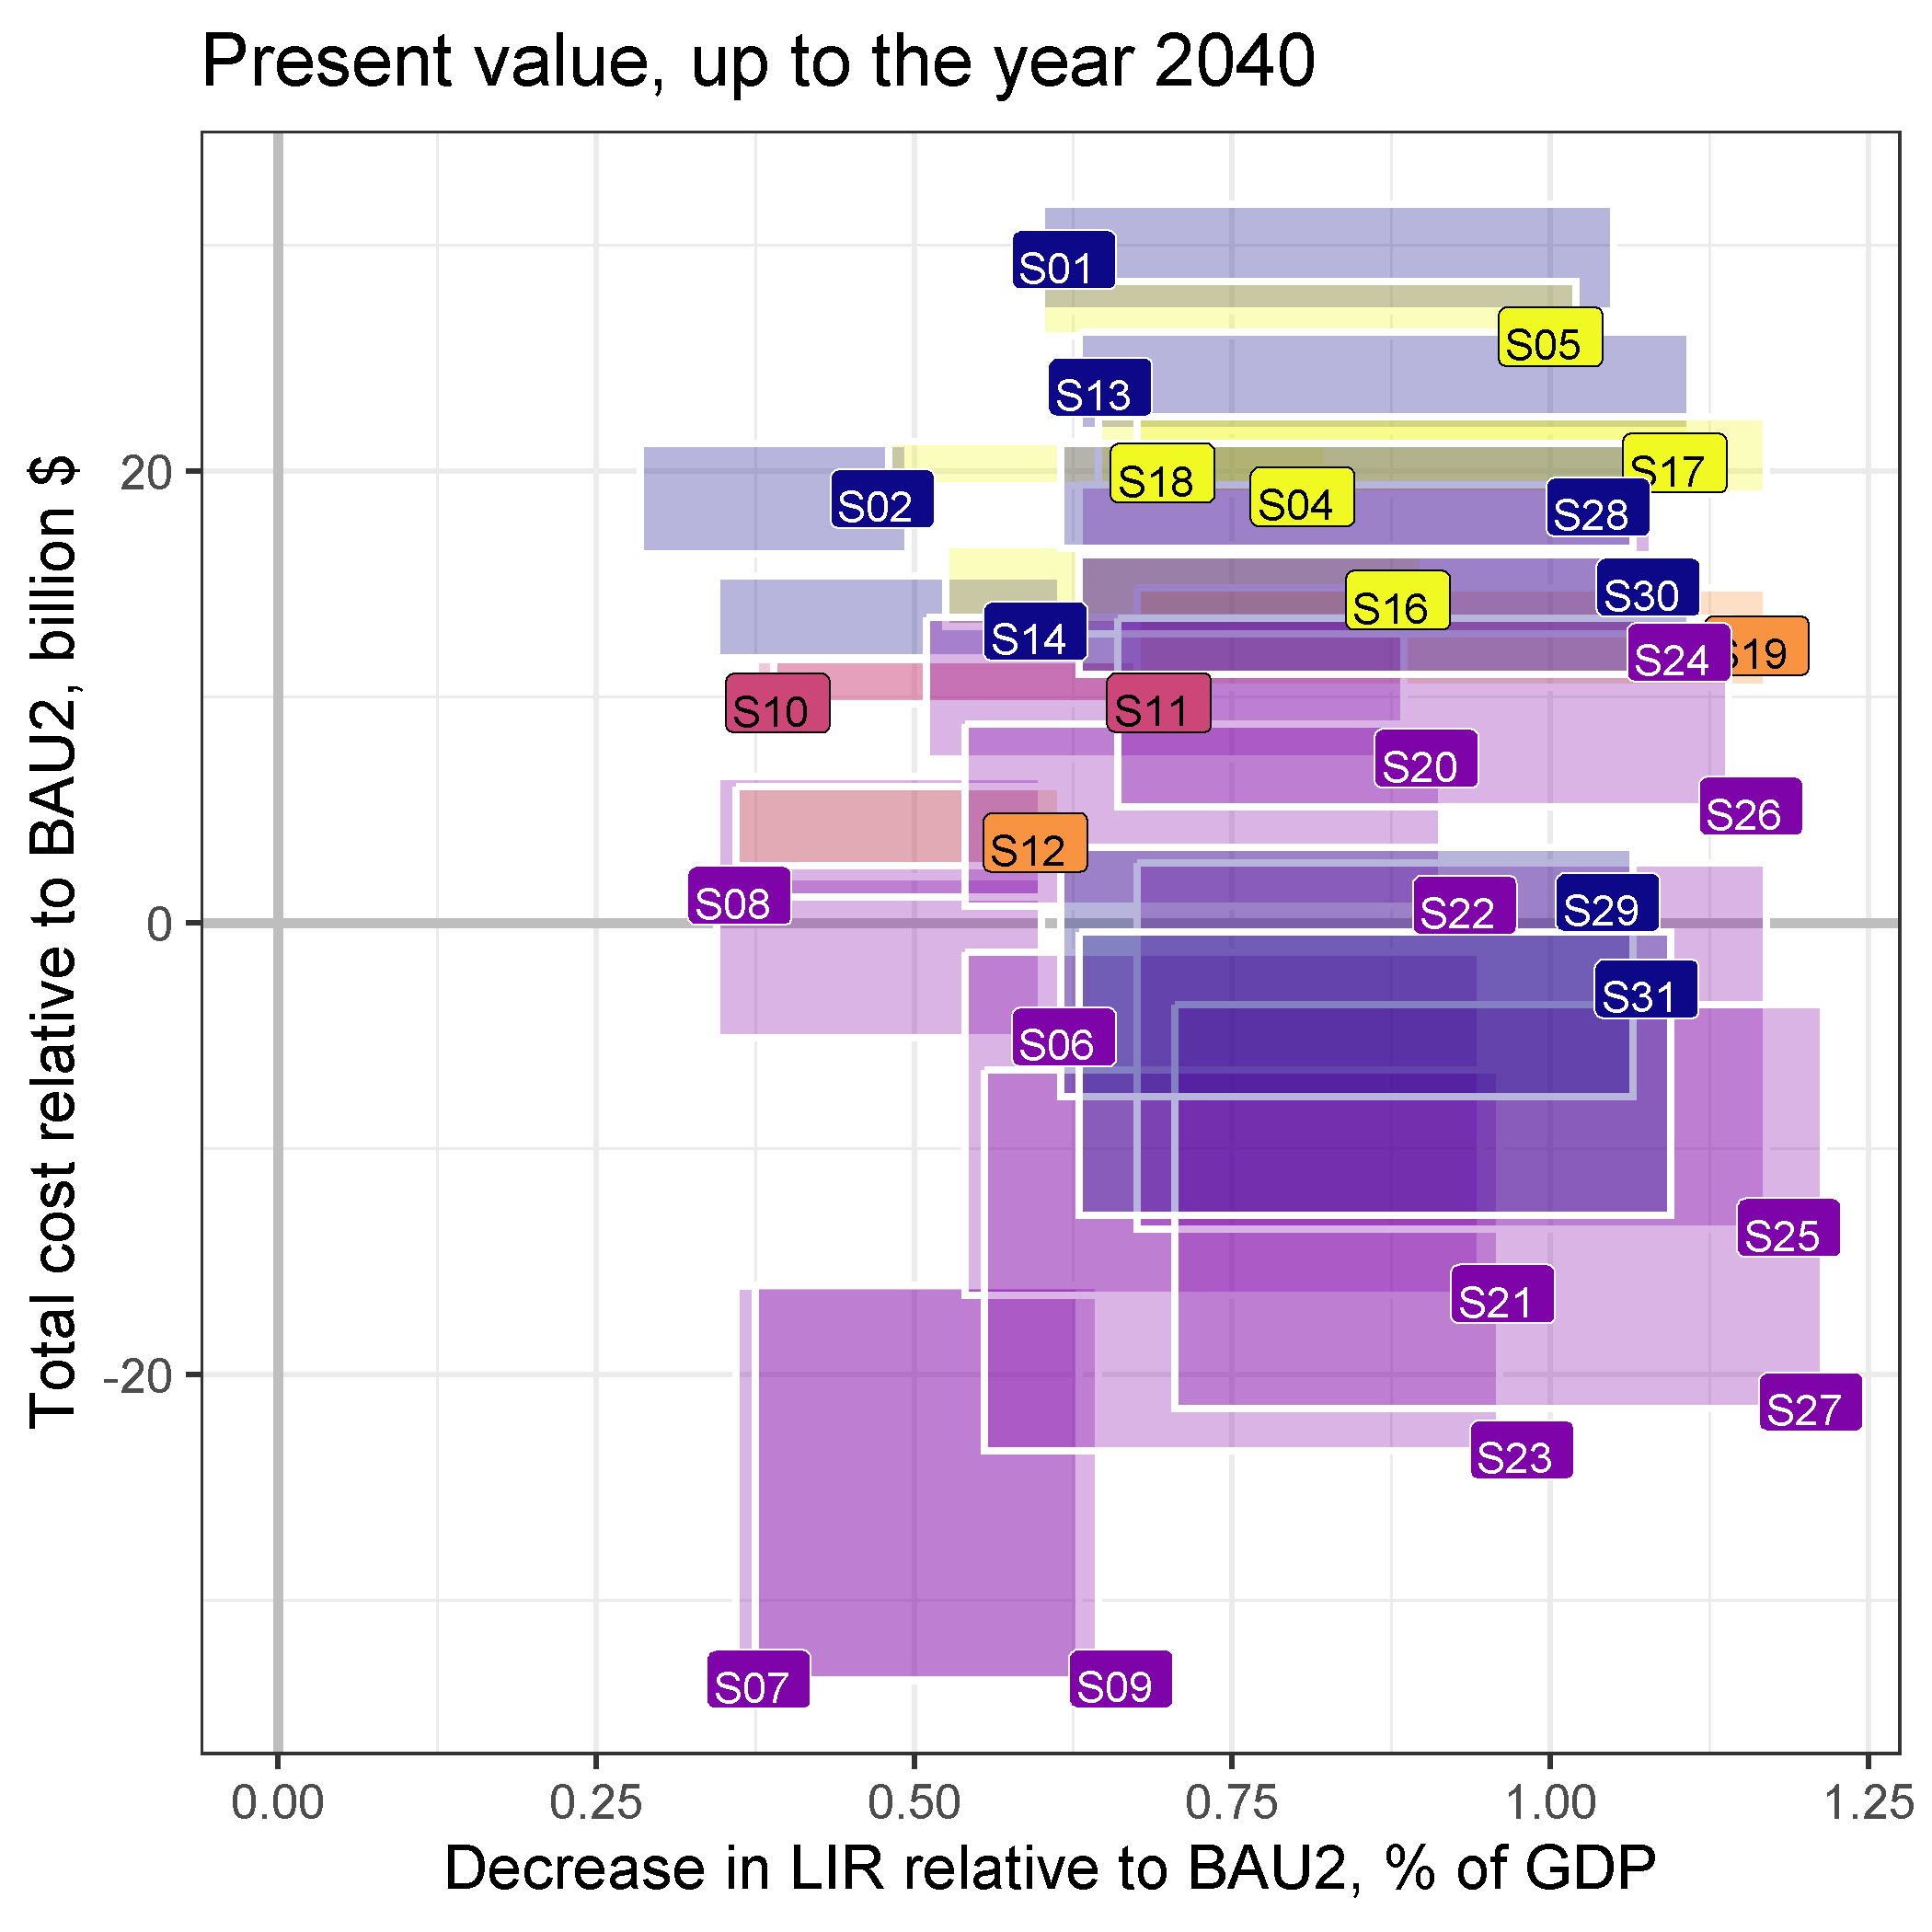 Present value, up to the year 2040
Total cost relative to BAU2, billion $
20
0
-20
S01
S05
S13
S18
S17
S04
S02
S28
S30
S16
S14
S24
S19
S10
S11
S20
S26
S12
S08
S22
S29
S31
S06
S25
S21
S27
S23
S07
S09
0.00
0.25
0.50
0.75
1.00
1.25
Decrease in LIR relative to BAU2, % of GDP